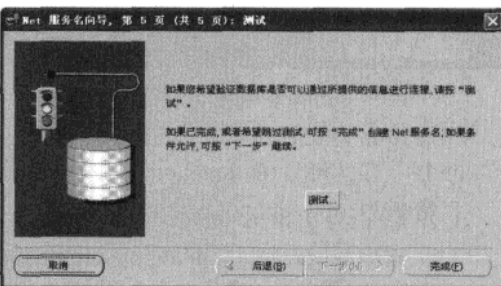 Net 服务名向导，第 5 页 (共 5 页): 测试
如果您希望验证数据库是否可以通过所提供的信息进行连接, 请按 "测
试"。
如果已完成, 或者希望跳过测试, 可按 "完成" 创建 Net 服务名; 如果条
件允许, 可按 "下一步" 继续。
测试...
取消
后退(B)
下一步(N)
完成(F)